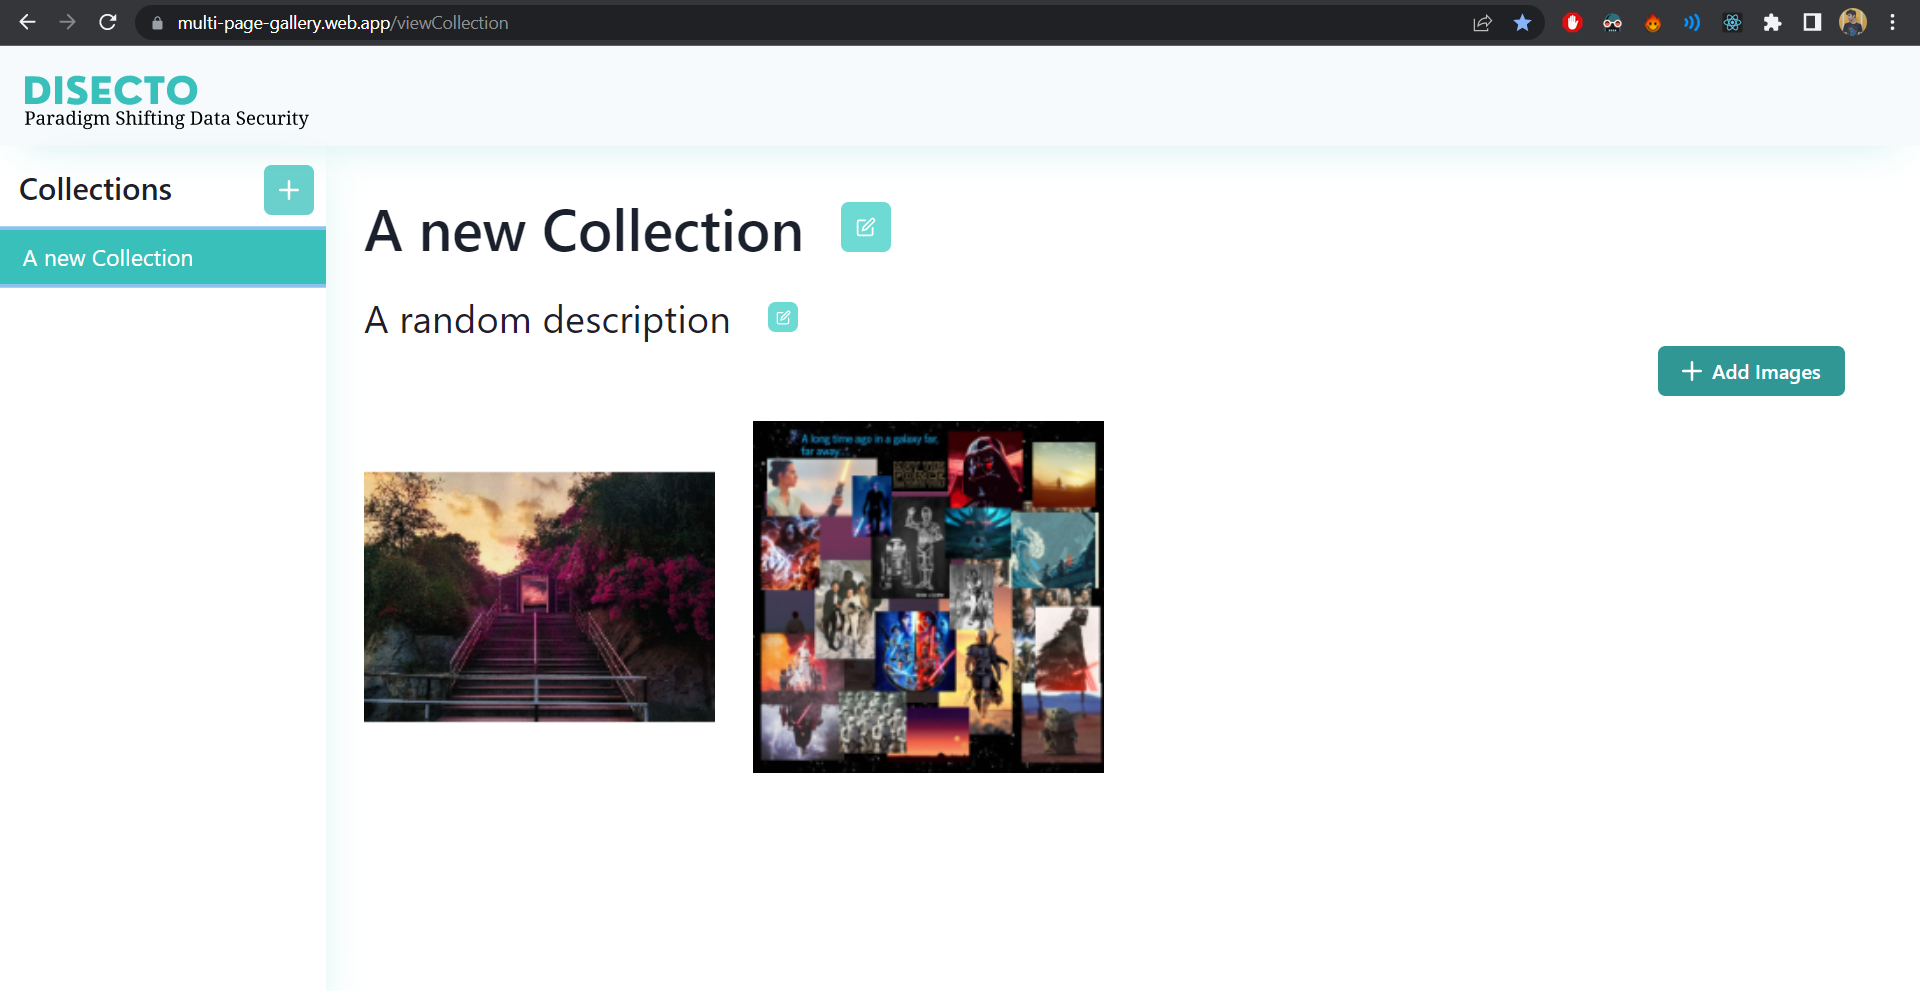 multi-page-gallery.web.app/viewCollection
DISECTO
Paradigm Shifting Data Security
Collections
A new Collection
A new Collection
A random description
Add Images
A long time ago in a galaxy far,
far away